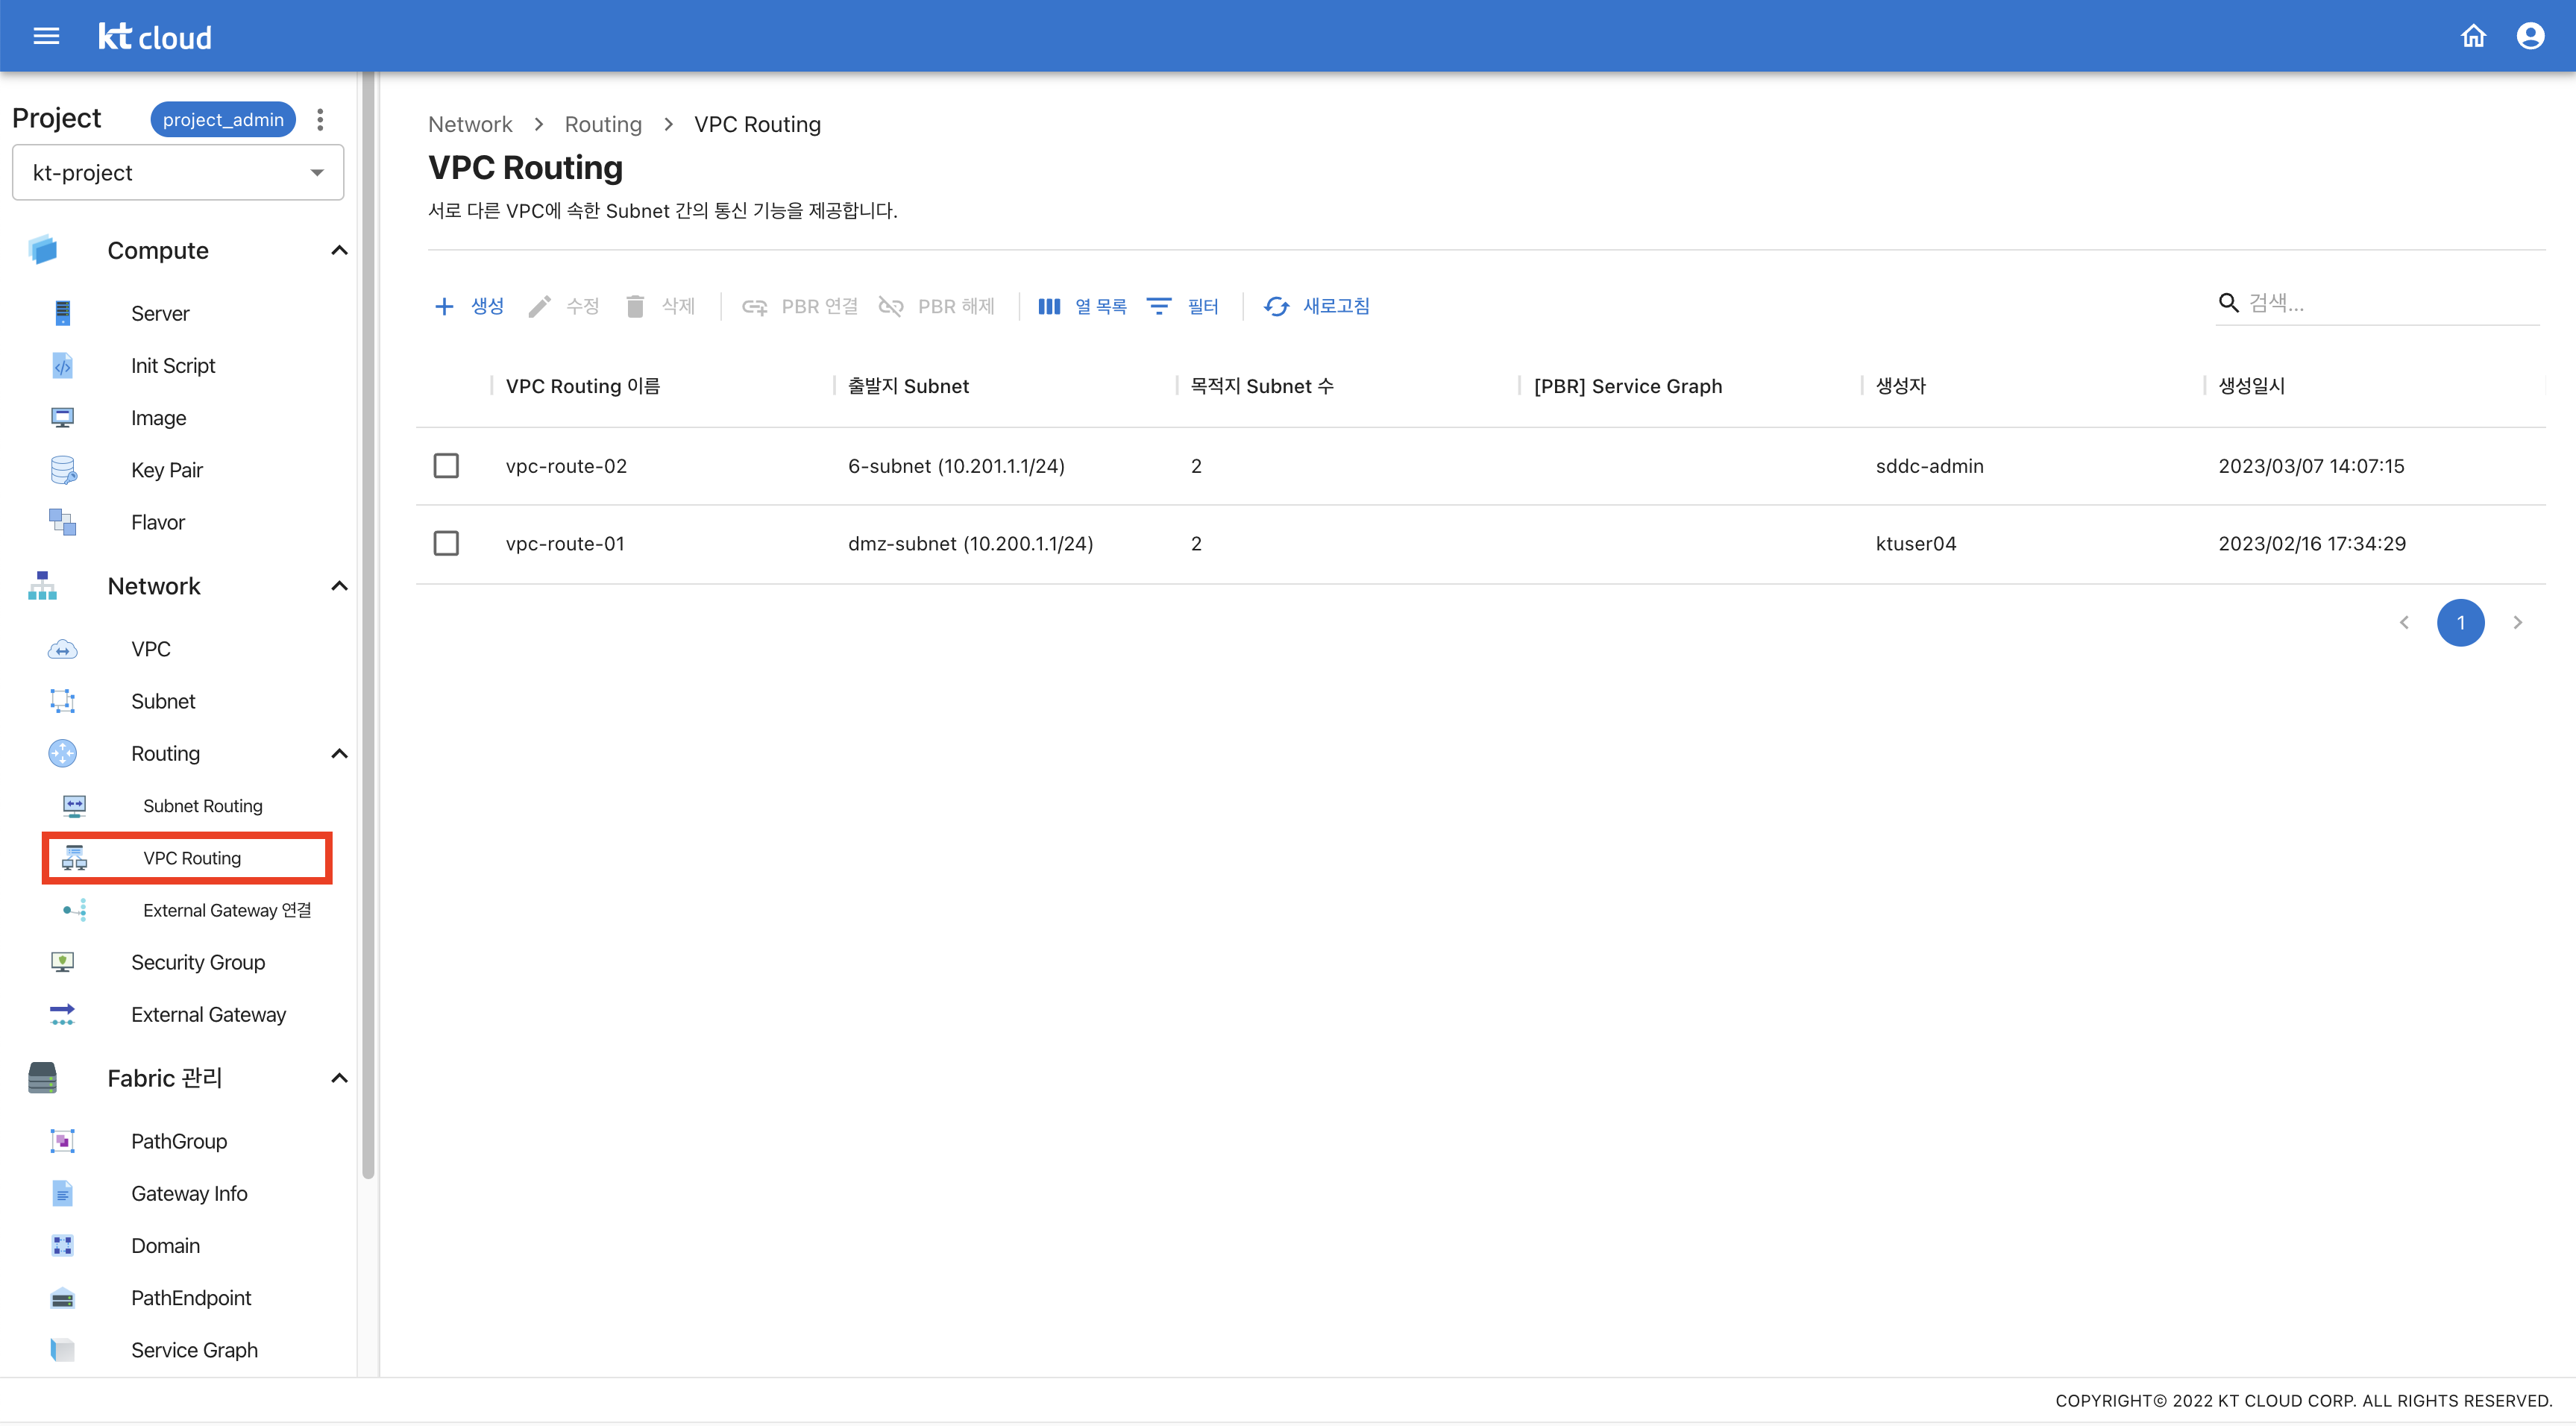 kt cloud
Project project_admin
kt-project
Compute
Server
Init Script
Image
Key Pair
Flavor
Network
VPC
Subnet
Routing
Subnet Routing
VPC Routing
External Gateway 연결
Security Group
External Gateway
Fabric 관리
PathGroup
Gateway Info
Domain
PathEndpoint
Service Graph
Network > Routing > VPC Routing
VPC Routing
서로 다른 VPC에 속한 Subnet 간의 통신 기능을 제공합니다.
+ 생성 수정 삭제 PBR 연결 PBR 해제 열 목록 필터 새로고침 검색...
VPC Routing 이름 출발지 Subnet 목적지 Subnet 수 [PBR] Service Graph 생성자 생성일시
vpc-route-02 6-subnet (10.201.1.1/24) 2 sddc-admin 2023/03/07 14:07:15
vpc-route-01 dmz-subnet (10.200.1.1/24) 2 ktuser04 2023/02/16 17:34:29
1
COPYRIGHT© 2022 KT CLOUD CORP. ALL RIGHTS RESERVED.